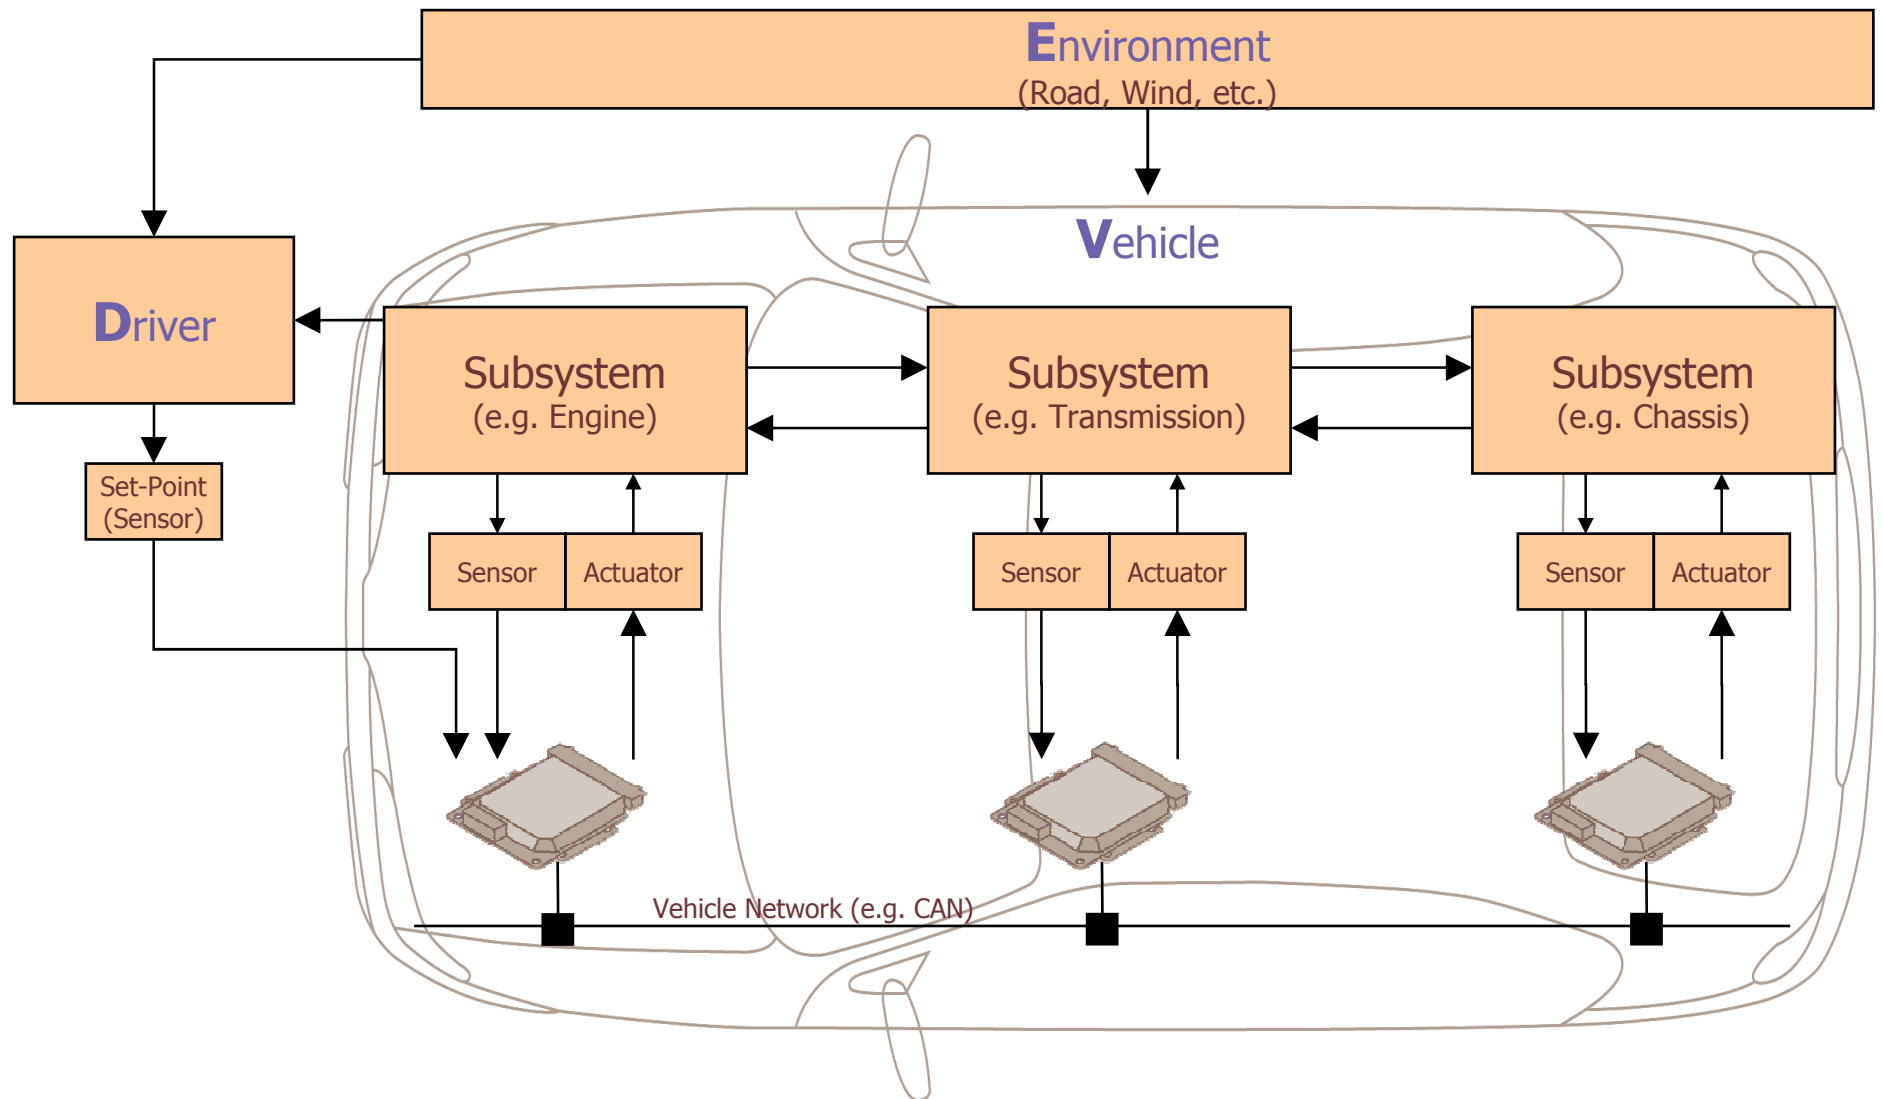 Environment
(Road, Wind, etc.)
Vehicle
Driver
Subsystem
(e.g. Engine)
Subsystem
(e.g. Transmission)
Subsystem
(e.g. Chassis)
Set-Point
(Sensor)
Sensor
Actuator
Sensor
Actuator
Sensor
Actuator
Vehicle Network (e.g. CAN)